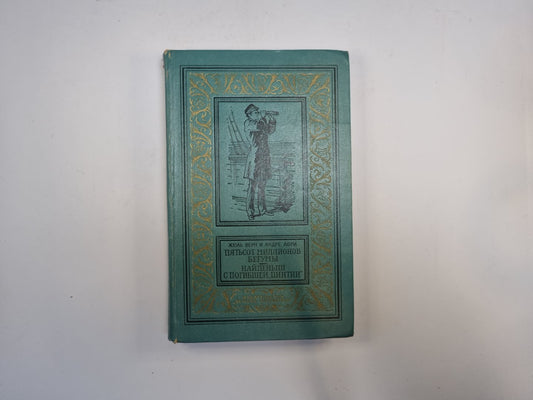 ЖЮЛЬ ВЕРН И АНДРЕ ЛОРИ
ПЯТЬСОТ МИЛЛИОНОВ
БЕГУМЫ
НАЙДЕНЫШ
С ПОГИБШЕЙ "ЦИНТИИ"